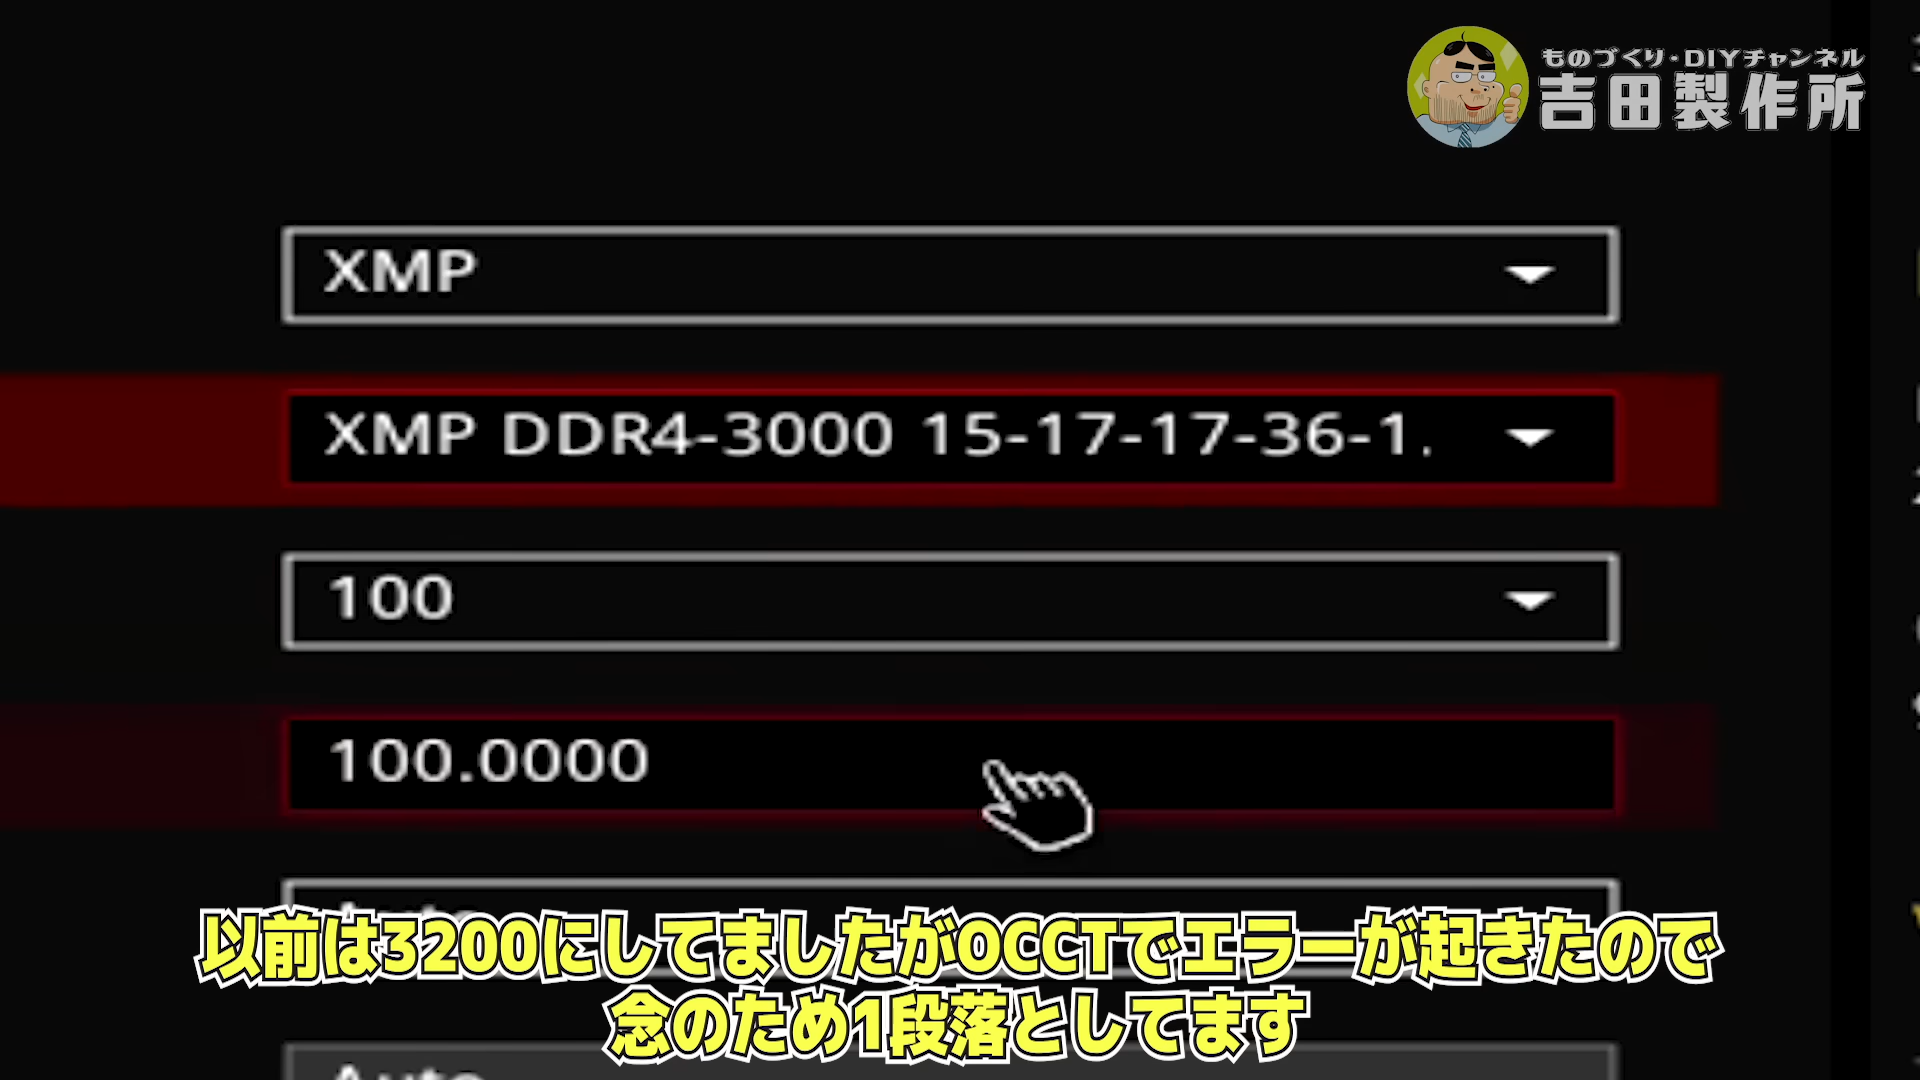 ものづくり・DIYチャンネル
吉田製作所
XMP
XMP DDR4-3000 15-17-17-36-1.
100
100.0000
以前は3200にしてましたがOCCTでエラーが起きたので
念のため1段落としてます
Auto